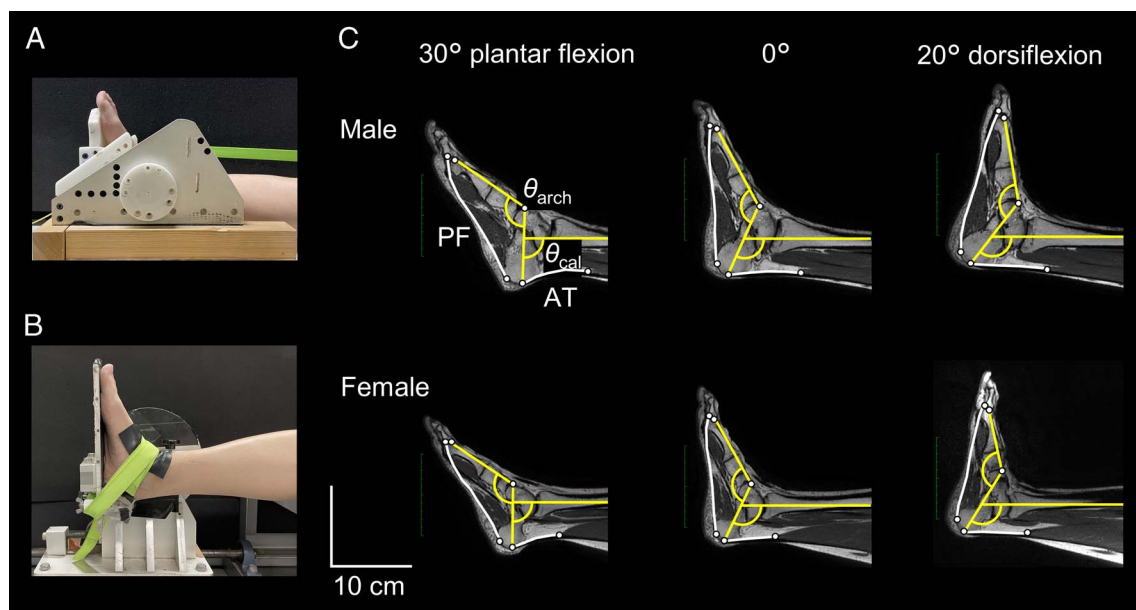 A
B
C
30° plantar flexion
0°
20° dorsiflexion
Male
θarch
PF
θcal
AT
Female
10 cm